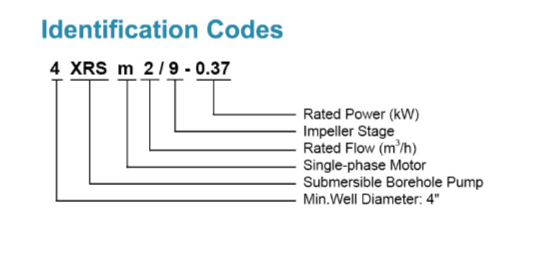 Identification Codes
4 XRS m 2 / 9 - 0.37
Rated Power (kW)
Impeller Stage
Rated Flow (m³/h)
Single-phase Motor
Submersible Borehole Pump
Min.Well Diameter: 4"